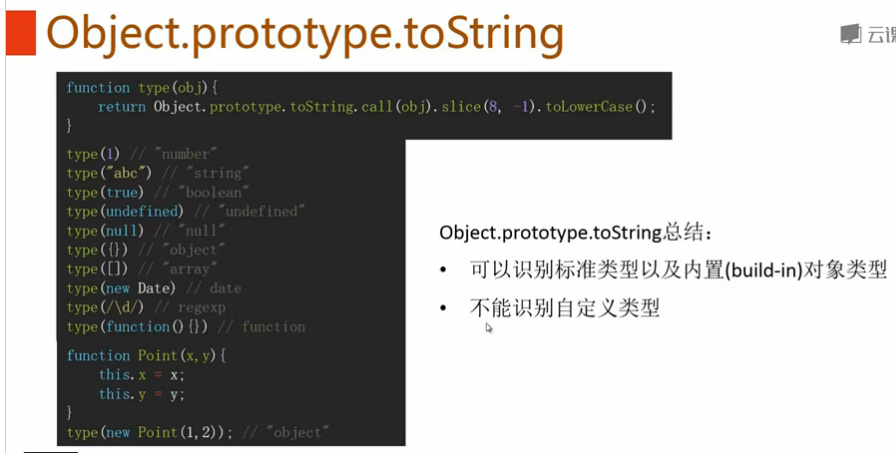 Object.prototype.toString
云课
function type(obj){
    return Object.prototype.toString.call(obj).slice(8, -1).toLowerCase();
}
type(1) // "number"
type("abc") // "string"
type(true) // "boolean"
type(undefined) // "undefined"
type(null) // "null"
type({}) // "object"
type([]) // "array"
type(new Date) // date
type(/\d/) // regexp
type(function(){}) // function
function Point(x,y){
    this.x = x;
    this.y = y;
}
type(new Point(1,2)); // "object"
Object.prototype.toString总结：
• 可以识别标准类型以及内置(build-in)对象类型
• 不能识别自定义类型